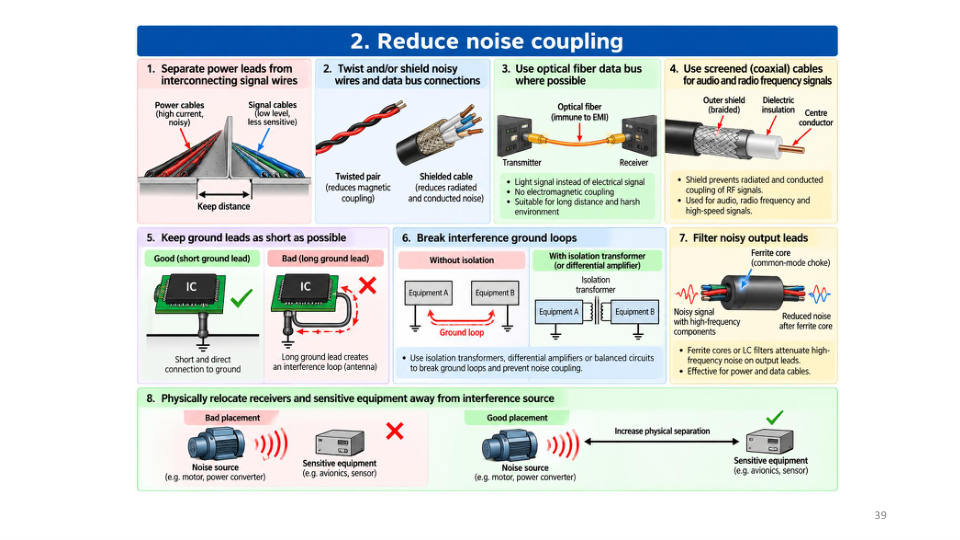 2. Reduce noise coupling
1. Separate power leads from
interconnecting signal wires
Power cables
(high current,
noisy)
Signal cables
(low level,
less sensitive)
Keep distance
2. Twist and/or shield noisy
wires and data bus connections
Twisted pair
(reduces magnetic
coupling)
Shielded cable
(reduces radiated
and conducted noise)
3. Use optical fiber data bus
where possible
Optical fiber
(immune to EMI)
Transmitter
Receiver
• Light signal instead of electrical signal
• No electromagnetic coupling
• Suitable for long distance and harsh
environment
4. Use screened (coaxial) cables
for audio and radio frequency signals
Outer shield
(braided)
Dielectric
insulation
Centre
conductor
• Shield prevents radiated and conducted
coupling of RF signals.
• Used for audio, radio frequency and
high-speed signals.
5. Keep ground leads as short as possible
Good (short ground lead)
IC
Short and direct
connection to ground
Bad (long ground lead)
IC
Long ground lead creates
an interference loop (antenna)
6. Break interference ground loops
Without isolation
Equipment A
Equipment B
Ground loop
With isolation transformer
(or differential amplifier)
Isolation
transformer
Equipment A
Equipment B
• Use isolation transformers, differential amplifiers or balanced circuits
to break ground loops and prevent noise coupling.
7. Filter noisy output leads
Ferrite core
(common-mode choke)
Noisy signal
with high-frequency
components
Reduced noise
after ferrite core
• Ferrite cores or LC filters attenuate high-
frequency noise on output leads.
• Effective for power and data cables.
8. Physically relocate receivers and sensitive equipment away from interference source
Bad placement
Noise source
(e.g. motor, power converter)
Sensitive equipment
(e.g. avionics, sensor)
Good placement
Noise source
(e.g. motor, power converter)
Increase physical separation
Sensitive equipment
(e.g. avionics, sensor)
39